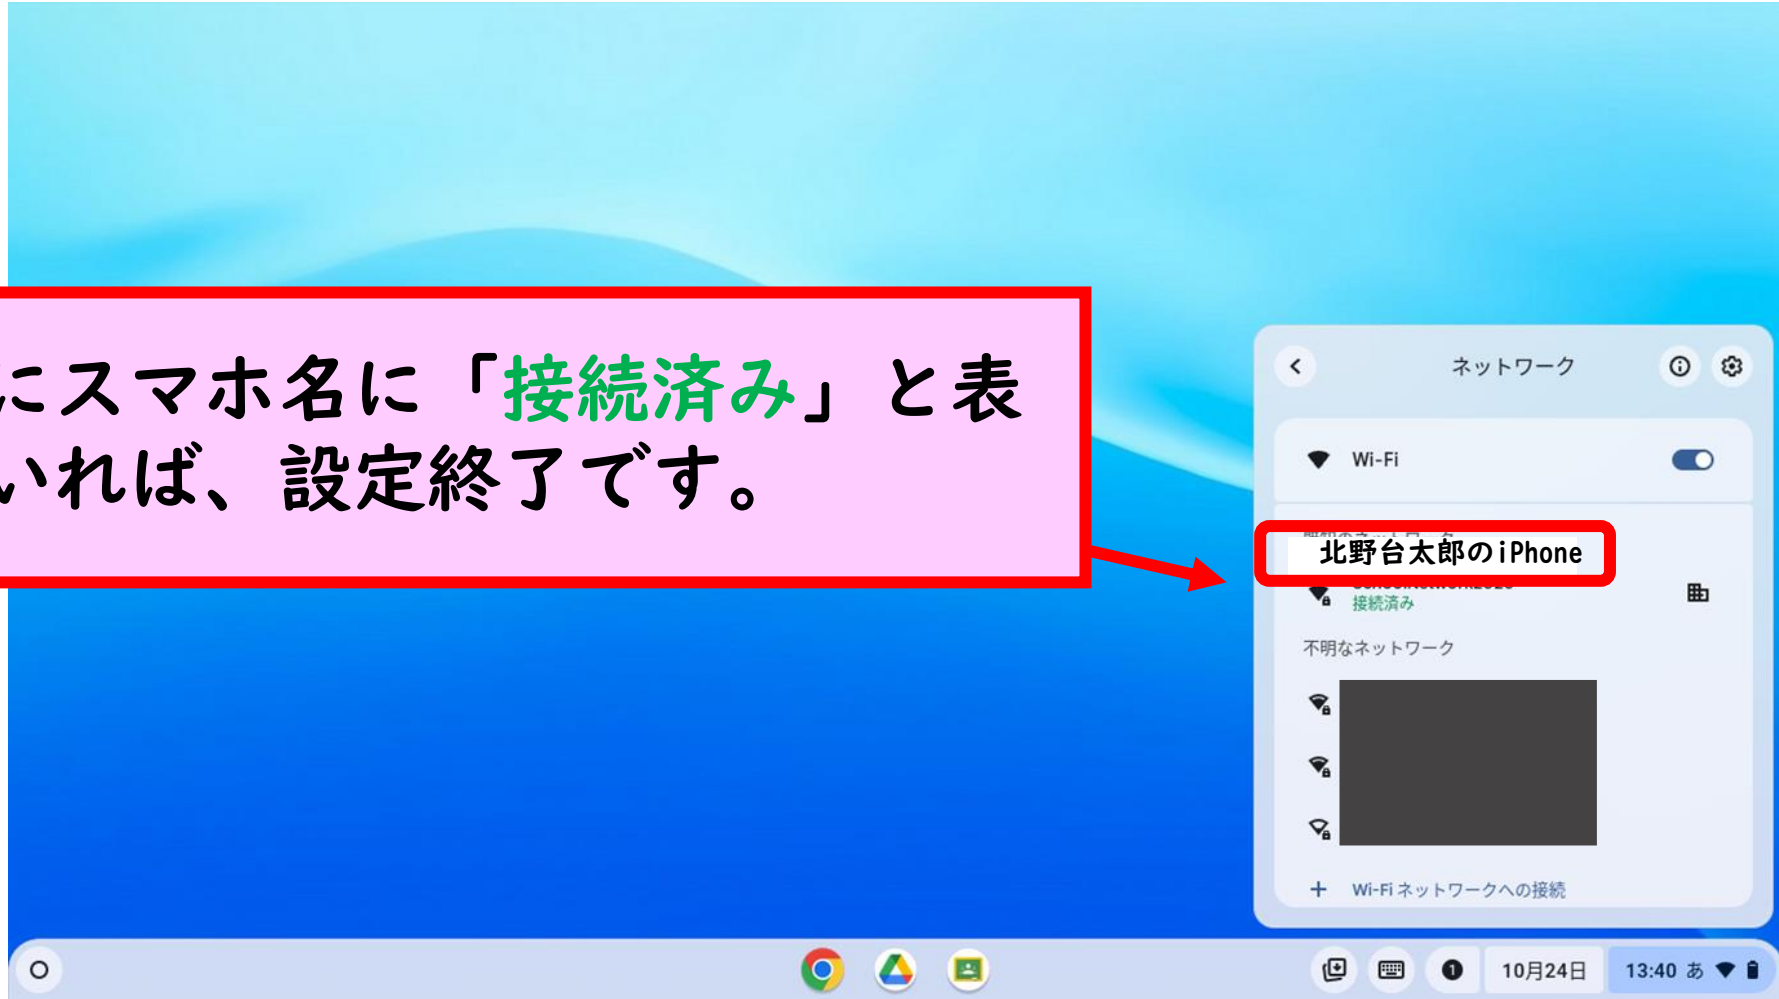 にスマホ名に「接続済み」と表
いれば、設定終了です。
ネットワーク
Wi-Fi
北野台太郎のiPhone
接続済み
不明なネットワーク
Wi-Fi ネットワークへの接続
1
10月24日
13:40 あ